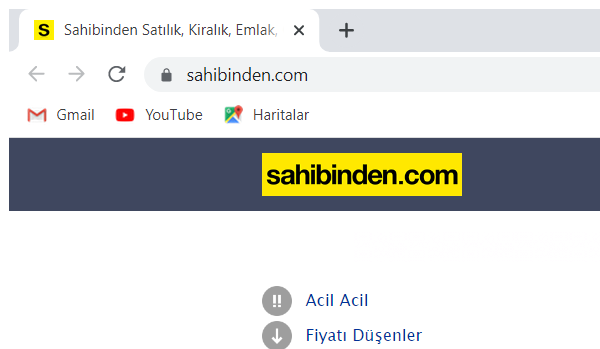 S Sahibinden Satılık, Kiralık, Emlak,
sahibinden.com
Gmail YouTube Haritalar
sahibinden.com
!! Acil Acil
Fiyatı Düşenler